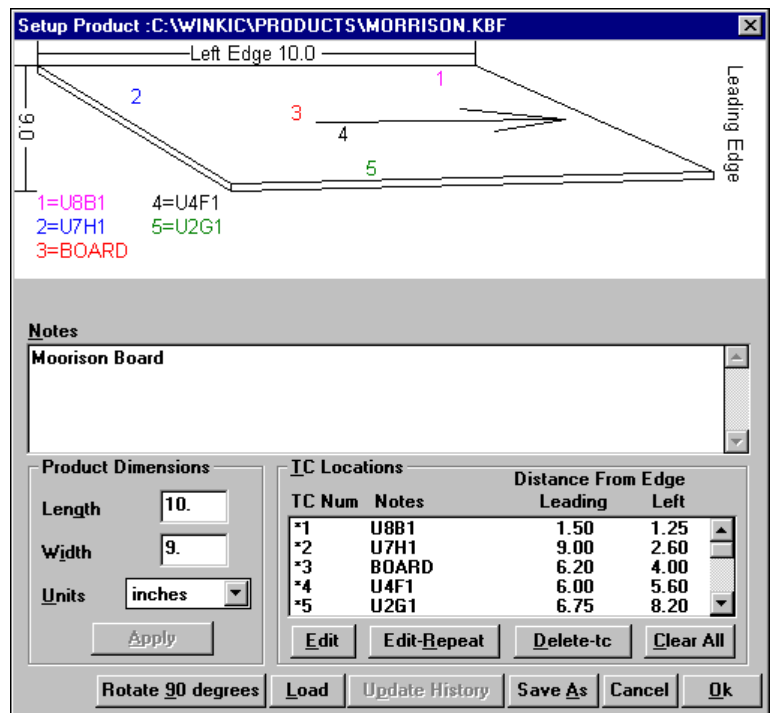 Setup Product :C:\WINKIC\PRODUCTS\MORRISON.KBF
Left Edge 10.0
Leading Edge
9.0
1
2
3
4
5
1=U8B1 4=U4F1
2=U7H1 5=U2G1
3=BOARD
Notes
Moorison Board
Product Dimensions
Length 10.
Width 9.
Units inches
Apply
TC Locations
Distance From Edge
TC Num Notes Leading Left
*1 U8B1 1.50 1.25
*2 U7H1 9.00 2.60
*3 BOARD 6.20 4.00
*4 U4F1 6.00 5.60
*5 U2G1 6.75 8.20
Edit Edit-Repeat Delete-tc Clear All
Rotate 90 degrees Load Update History Save As Cancel Ok